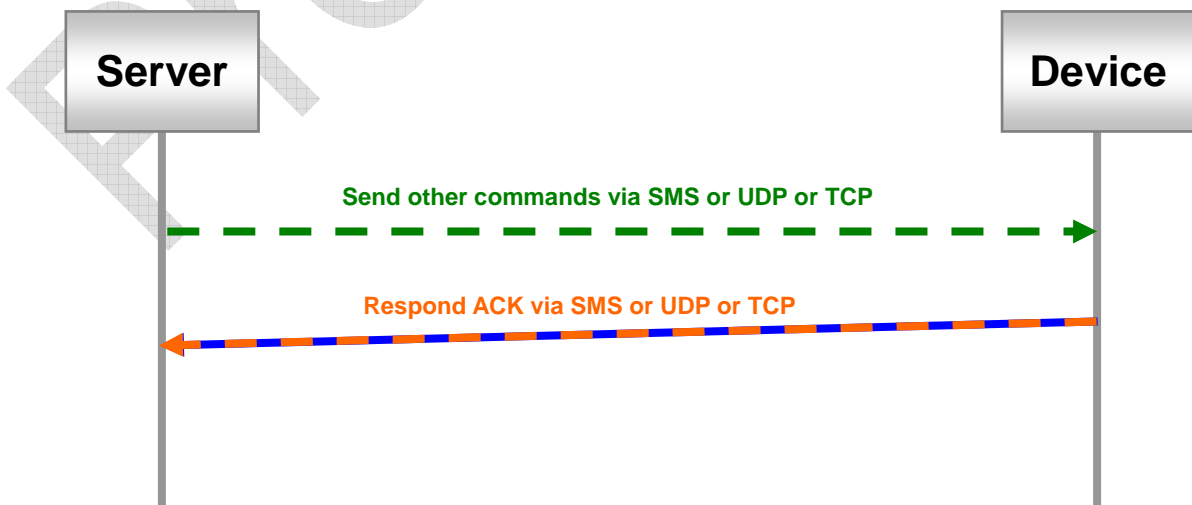 Server
Device
Send other commands via SMS or UDP or TCP
Respond ACK via SMS or UDP or TCP